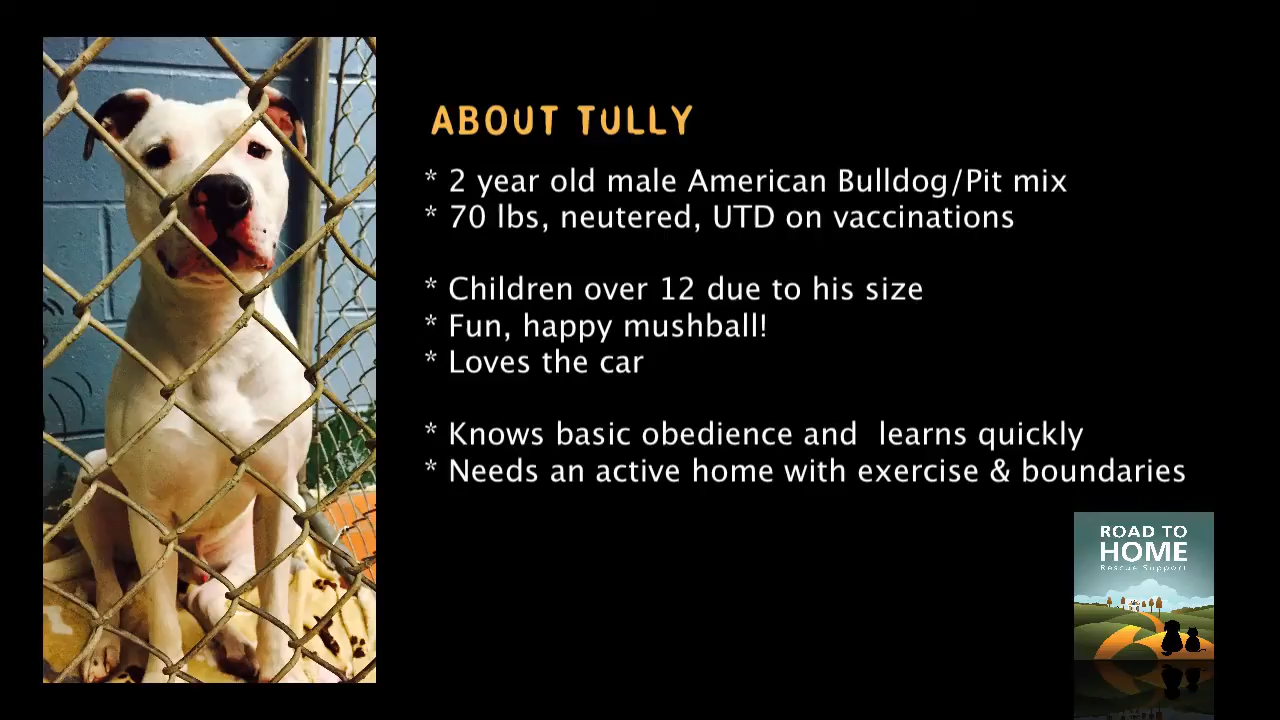 ABOUT TULLY
* 2 year old male American Bulldog/Pit mix
* 70 lbs, neutered, UTD on vaccinations
* Children over 12 due to his size
* Fun, happy mushball!
* Loves the car
* Knows basic obedience and  learns quickly
* Needs an active home with exercise & boundaries
ROAD TO
HOME
Rescue Support